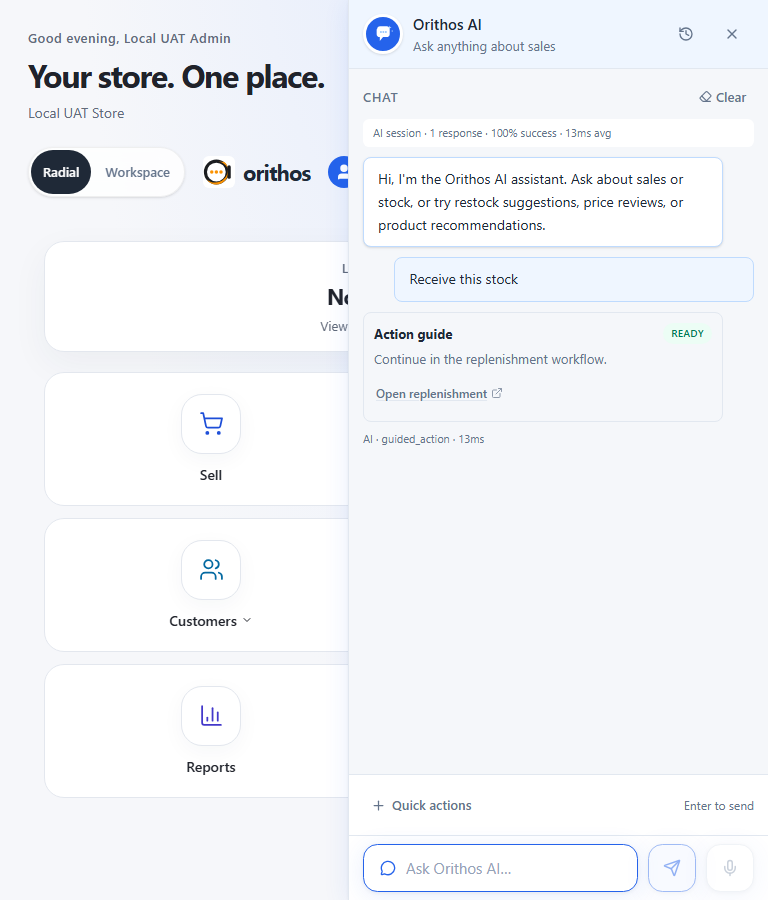 Good evening, Local UAT Admin
Your store. One place.
Local UAT Store
Radial
Workspace
orithos
View
Sell
Customers
Reports
Orithos AI
Ask anything about sales
CHAT
Clear
AI session · 1 response · 100% success · 13ms avg
Hi, I'm the Orithos AI assistant. Ask about sales or
stock, or try restock suggestions, price reviews, or
product recommendations.
Receive this stock
Action guide
READY
Continue in the replenishment workflow.
Open replenishment
AI · guided_action · 13ms
Quick actions
Enter to send
Ask Orithos AI...